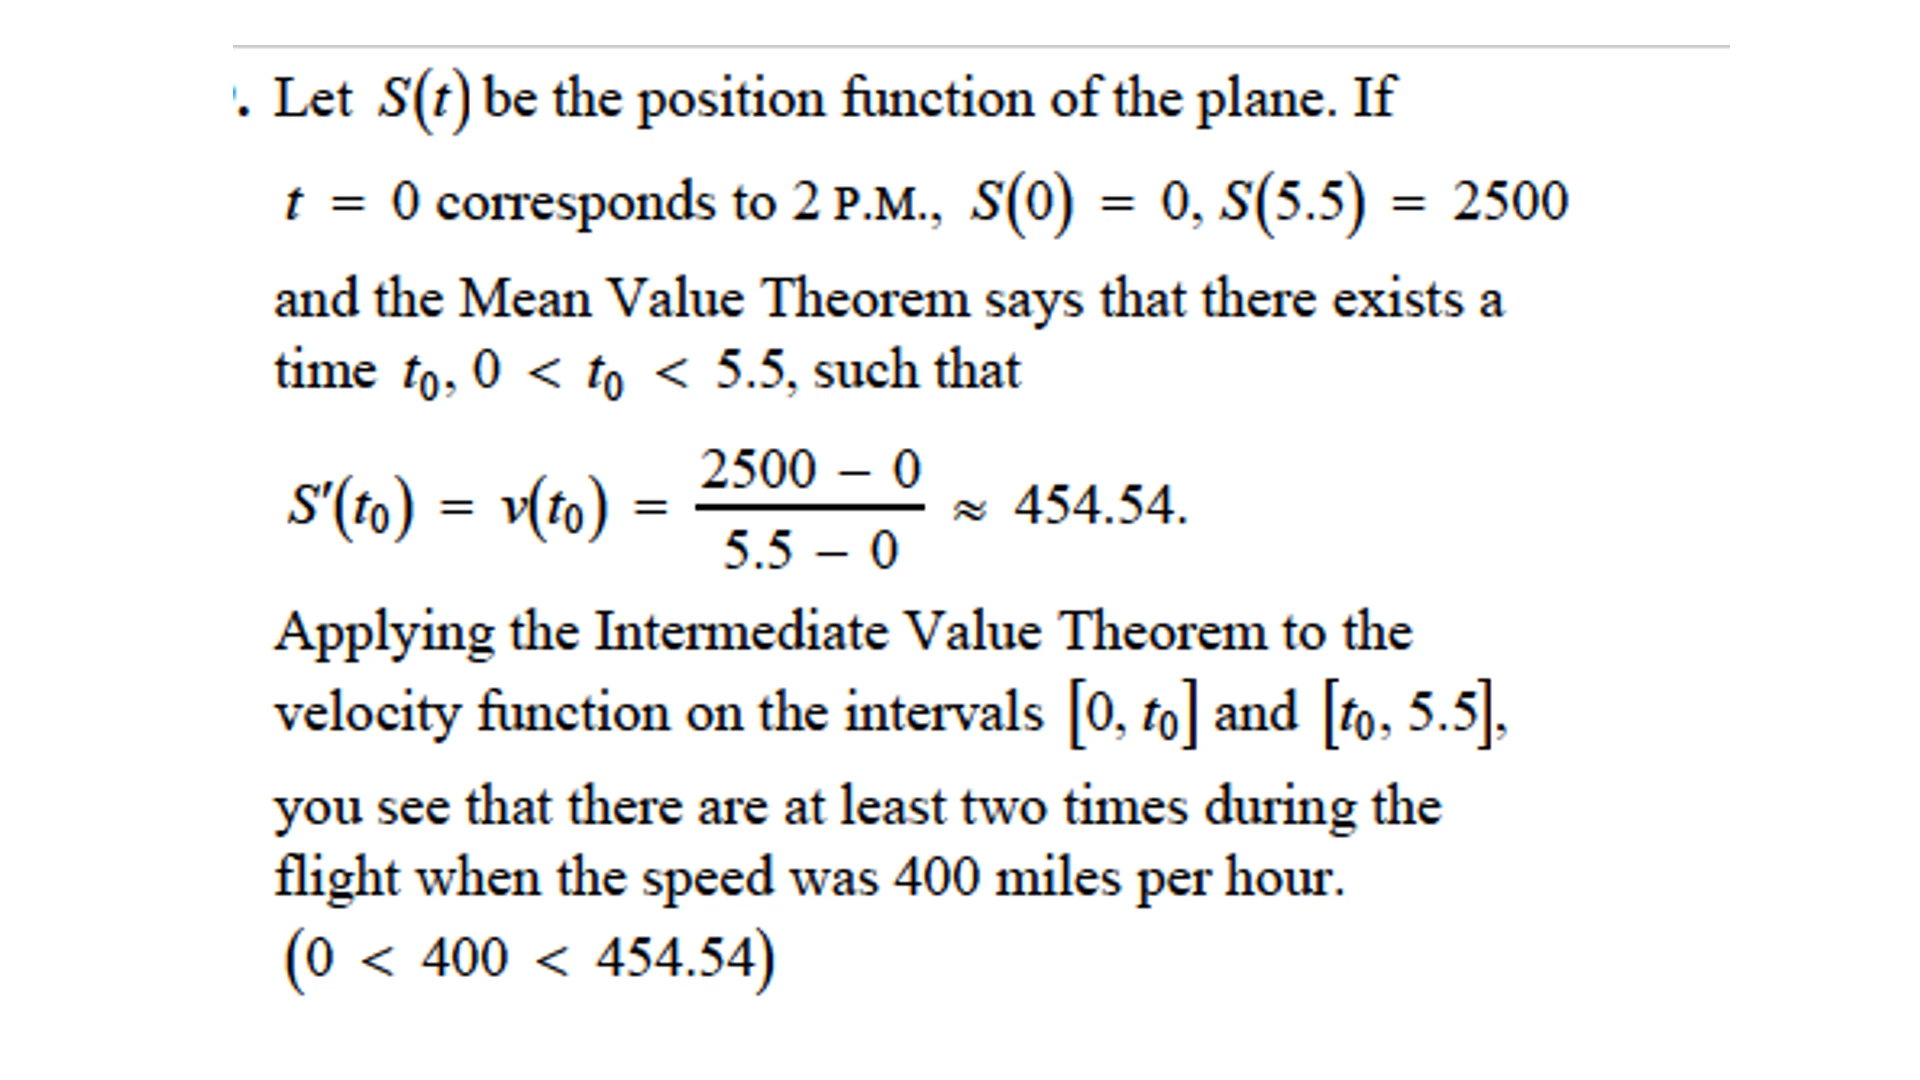 . Let S(t) be the position function of the plane. If
t = 0 corresponds to 2 P.M., S(0) = 0, S(5.5) = 2500
and the Mean Value Theorem says that there exists a
time t₀, 0 < t₀ < 5.5, such that
S′(t₀) = v(t₀) = (2500 − 0)/(5.5 − 0) ≈ 454.54.
Applying the Intermediate Value Theorem to the
velocity function on the intervals [0, t₀] and [t₀, 5.5],
you see that there are at least two times during the
flight when the speed was 400 miles per hour.
(0 < 400 < 454.54)